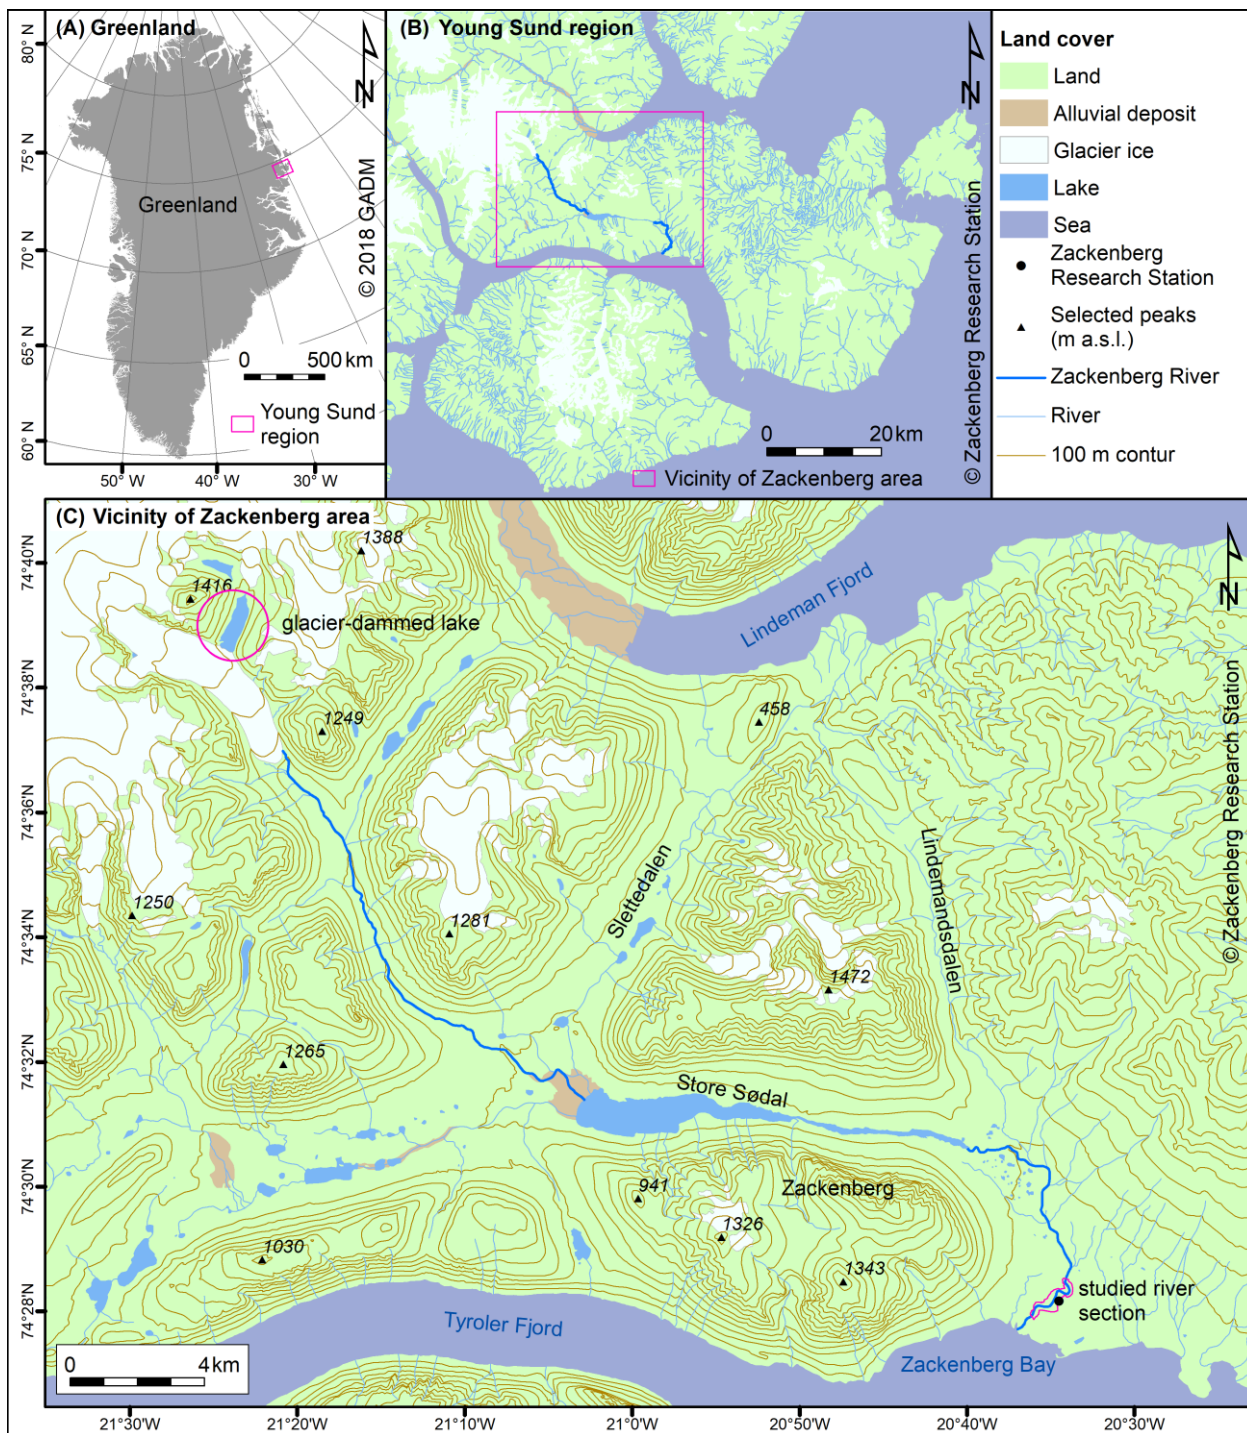 (A) Greenland
80° N
75° N
70° N
65° N
60° N
50°W
40°W
30°W
N
Greenland
© 2018 GADM
0 500 km
Young Sund
region
(B) Young Sund region
N
0 20 km
Vicinity of Zackenberg area
© Zackenberg Research Station
Land cover
Land
Alluvial deposit
Glacier ice
Lake
Sea
Zackenberg
Research Station
Selected peaks
(m a.s.l.)
Zackenberg River
River
100 m contur
(C) Vicinity of Zackenberg area
N
74°40'N
74°38'N
74°36'N
74°34'N
74°32'N
74°30'N
74°28'N
1388
1416
glacier-dammed lake
Lindeman Fjord
1249
458
Slettedalen
Lindemandsdalen
© Zackenberg Research Station
1250
1281
1472
1265
Store Sødal
941
Zackenberg
1326
1030
1343
studied river
section
Tyroler Fjord
Zackenberg Bay
0 4 km
21°30'W
21°20'W
21°10'W
21°0'W
20°50'W
20°40'W
20°30'W